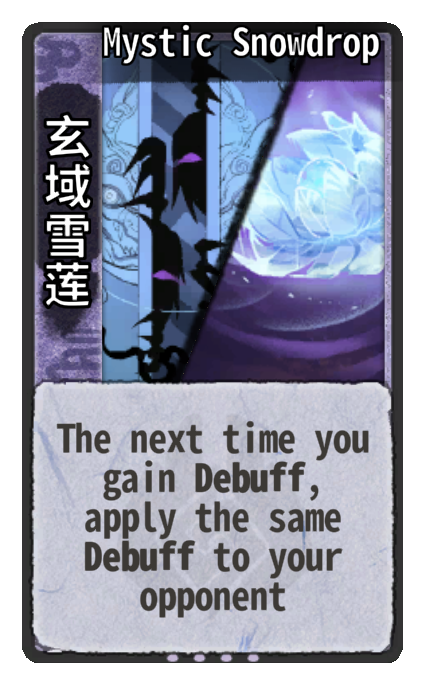 Mystic Snowdrop
玄域雪莲
The next time you
gain Debuff,
apply the same
Debuff to your
opponent